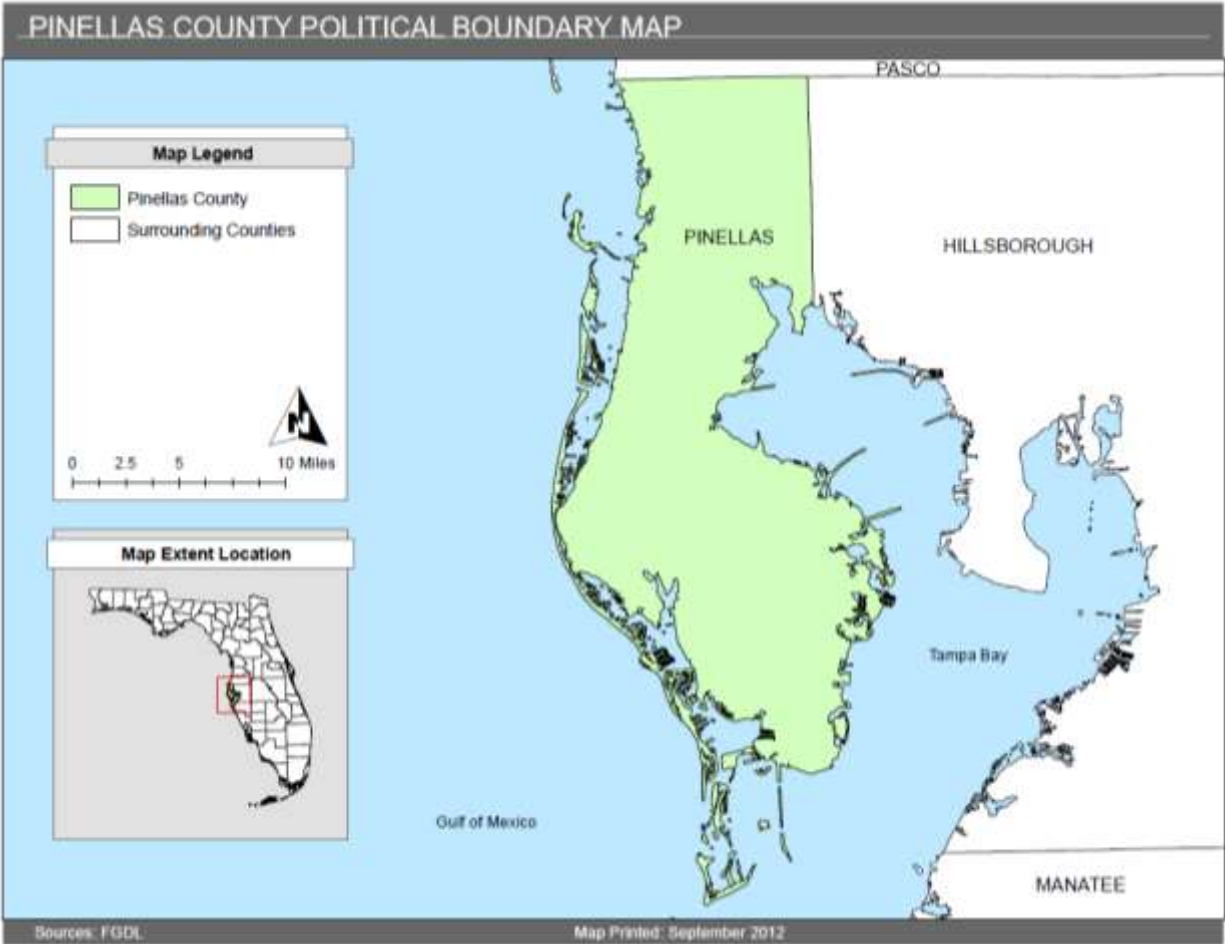 PINELLAS COUNTY POLITICAL BOUNDARY MAP
PASCO
Map Legend
Pinellas County
Surrounding Counties
PINELLAS
HILLSBOROUGH
N
0 2.5 5 10 Miles
Map Extent Location
Tampa Bay
Gulf of Mexico
MANATEE
Sources: FGDL
Map Printed: September 2012